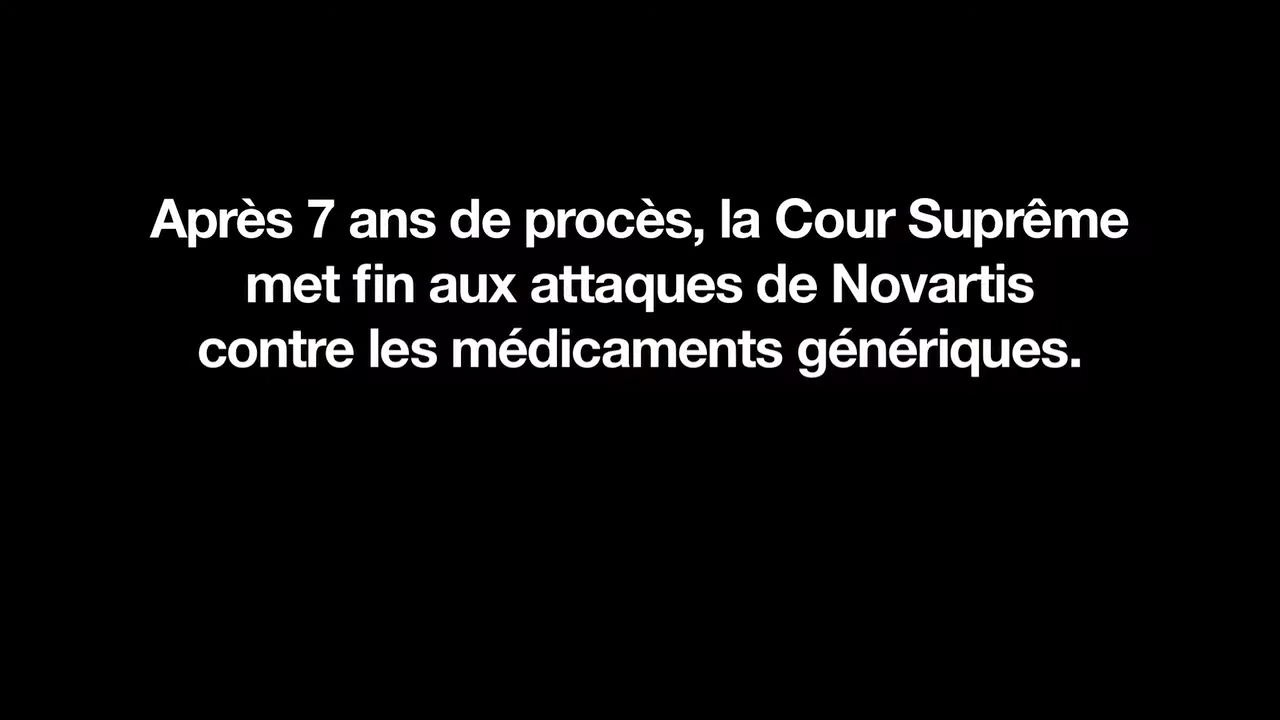 Après 7 ans de procès, la Cour Suprême
met fin aux attaques de Novartis
contre les médicaments génériques.